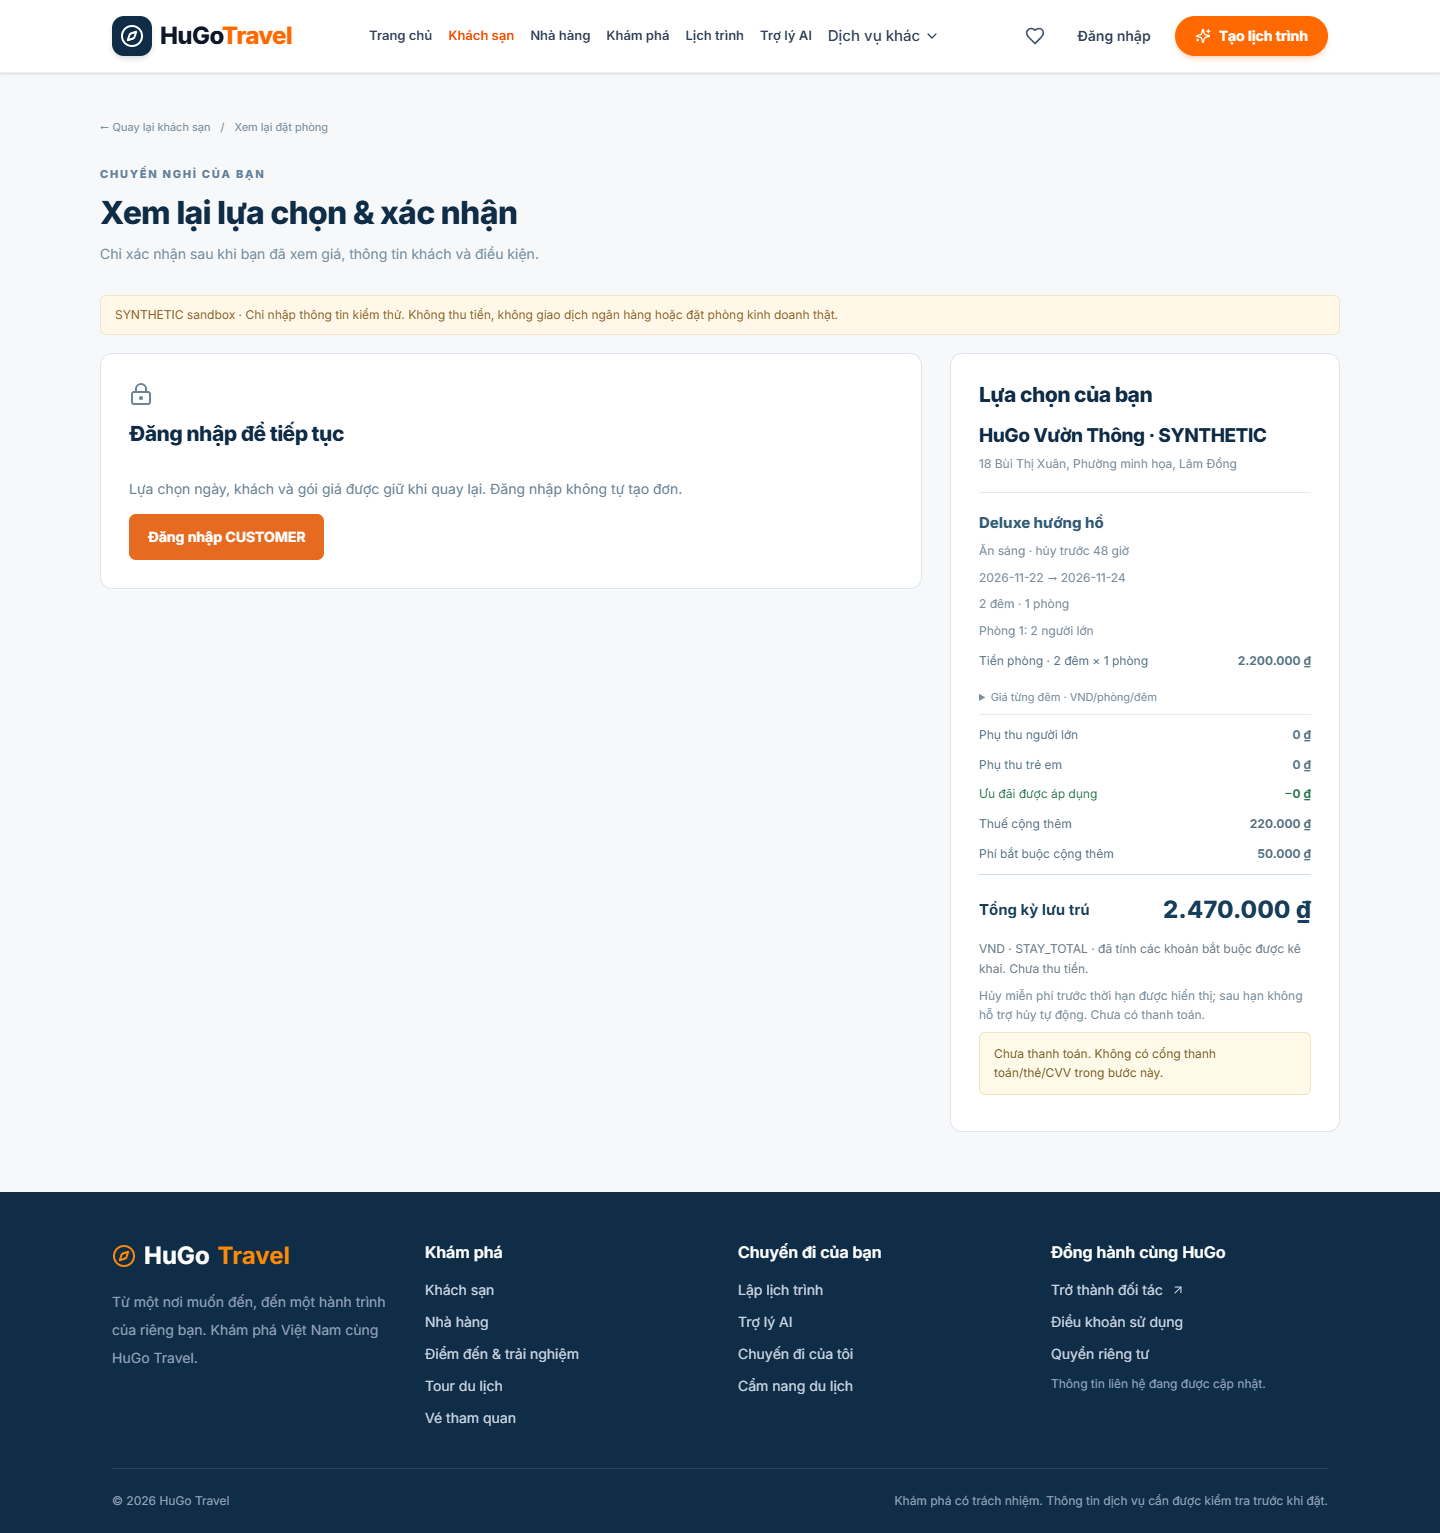 HuGoTravel
Trang chủ
Khách sạn
Nhà hàng
Khám phá
Lịch trình
Trợ lý AI
Dịch vụ khác
Đăng nhập
Tạo lịch trình
← Quay lại khách sạn / Xem lại đặt phòng
CHUYẾN NGHỈ CỦA BẠN
Xem lại lựa chọn & xác nhận
Chỉ xác nhận sau khi bạn đã xem giá, thông tin khách và điều kiện.
SYNTHETIC sandbox · Chỉ nhập thông tin kiểm thử. Không thu tiền, không giao dịch ngân hàng hoặc đặt phòng kinh doanh thật.
Đăng nhập để tiếp tục
Lựa chọn ngày, khách và gói giá được giữ khi quay lại. Đăng nhập không tự tạo đơn.
Đăng nhập CUSTOMER
Lựa chọn của bạn
HuGo Vườn Thông · SYNTHETIC
18 Bùi Thị Xuân, Phường minh họa, Lâm Đồng
Deluxe hướng hồ
Ăn sáng · hủy trước 48 giờ
2026-11-22 → 2026-11-24
2 đêm · 1 phòng
Phòng 1: 2 người lớn
Tiền phòng · 2 đêm × 1 phòng 2.200.000 ₫
▶ Giá từng đêm · VND/phòng/đêm
Phụ thu người lớn 0 ₫
Phụ thu trẻ em 0 ₫
Ưu đãi được áp dụng −0 ₫
Thuế cộng thêm 220.000 ₫
Phí bắt buộc cộng thêm 50.000 ₫
Tổng kỳ lưu trú 2.470.000 ₫
VND · STAY_TOTAL · đã tính các khoản bắt buộc được kê
khai. Chưa thu tiền.
Hủy miễn phí trước thời hạn được hiển thị; sau hạn không
hỗ trợ hủy tự động. Chưa có thanh toán.
Chưa thanh toán. Không có cổng thanh
toán/thẻ/CVV trong bước này.
HuGo Travel
Từ một nơi muốn đến, đến một hành trình
của riêng bạn. Khám phá Việt Nam cùng
HuGo Travel.
Khám phá
Khách sạn
Nhà hàng
Điểm đến & trải nghiệm
Tour du lịch
Vé tham quan
Chuyến đi của bạn
Lập lịch trình
Trợ lý AI
Chuyến đi của tôi
Cẩm nang du lịch
Đồng hành cùng HuGo
Trở thành đối tác
Điều khoản sử dụng
Quyền riêng tư
Thông tin liên hệ đang được cập nhật.
© 2026 HuGo Travel
Khám phá có trách nhiệm. Thông tin dịch vụ cần được kiểm tra trước khi đặt.